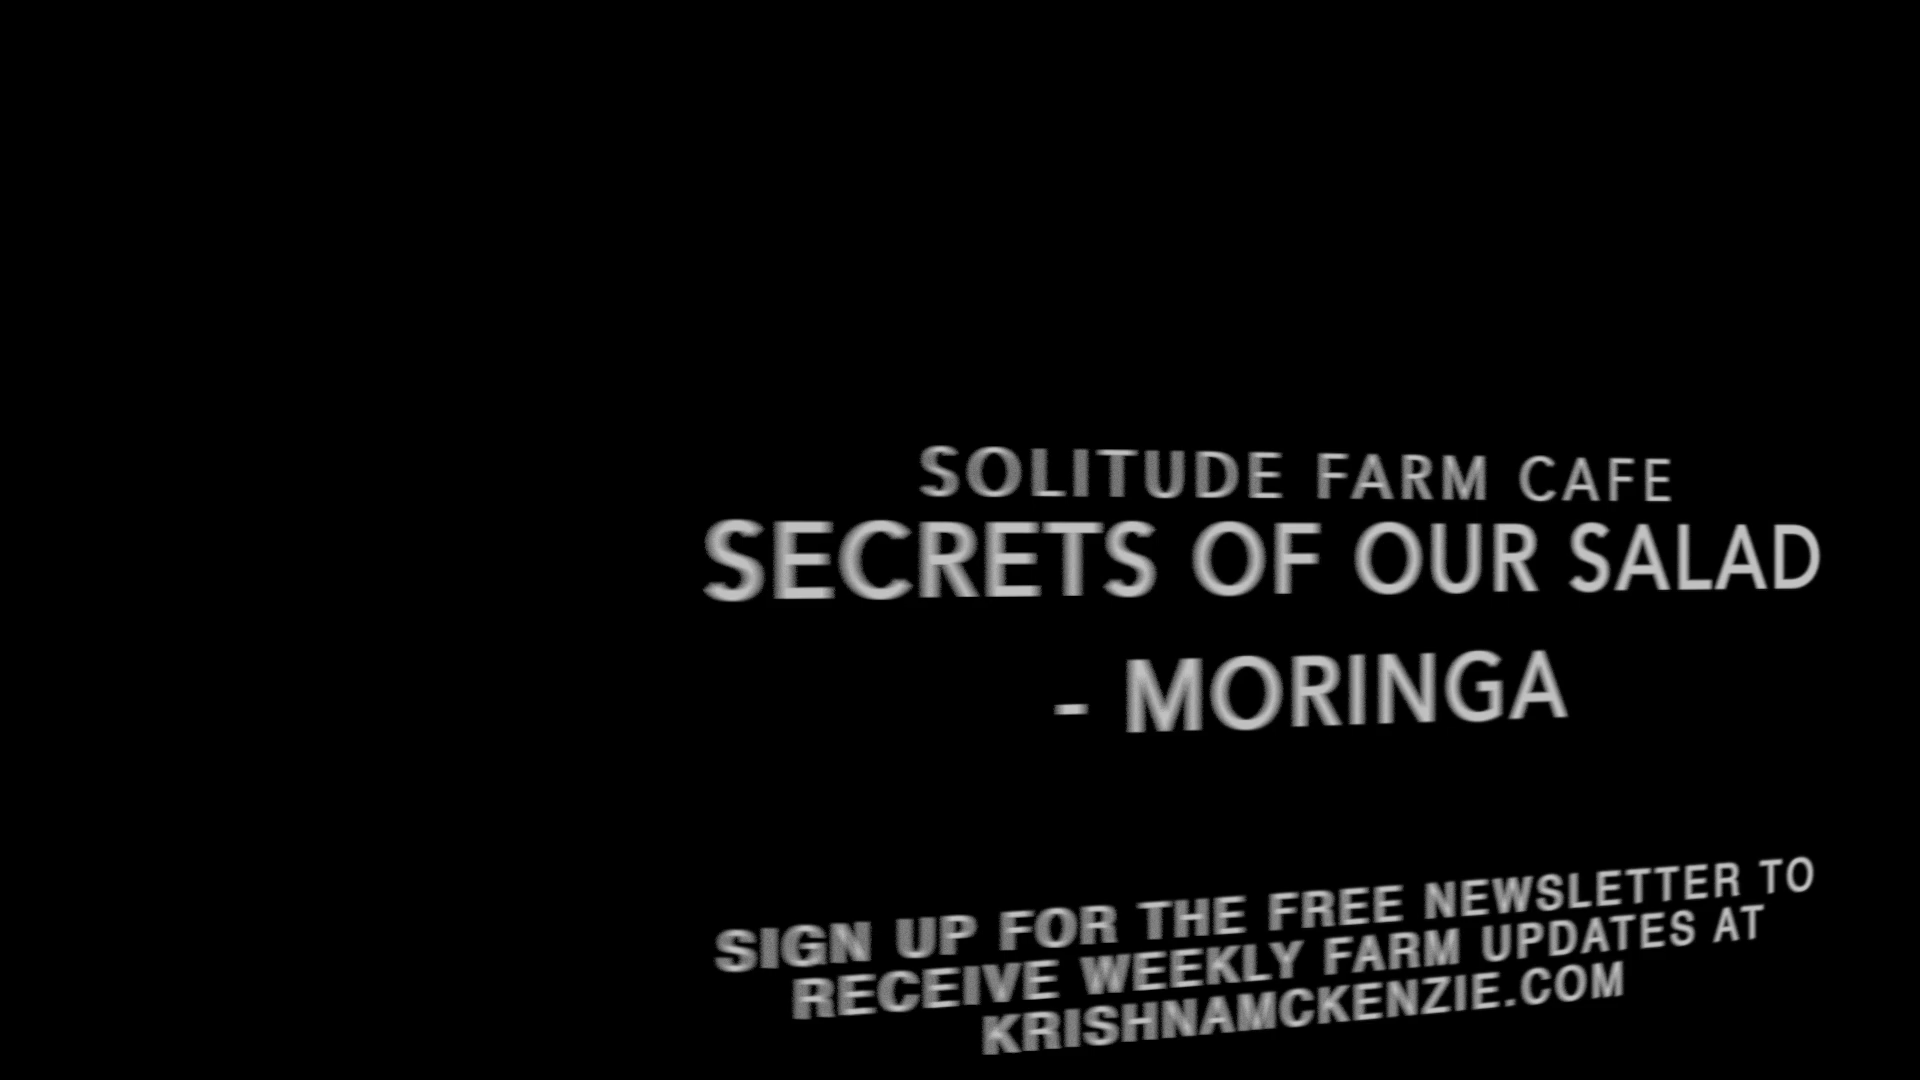 SOLITUDE FARM CAFE
SECRETS OF OUR SALAD
- MORINGA
SIGN UP FOR THE FREE NEWSLETTER TO
RECEIVE WEEKLY FARM UPDATES AT
KRISHNAMCKENZIE.COM